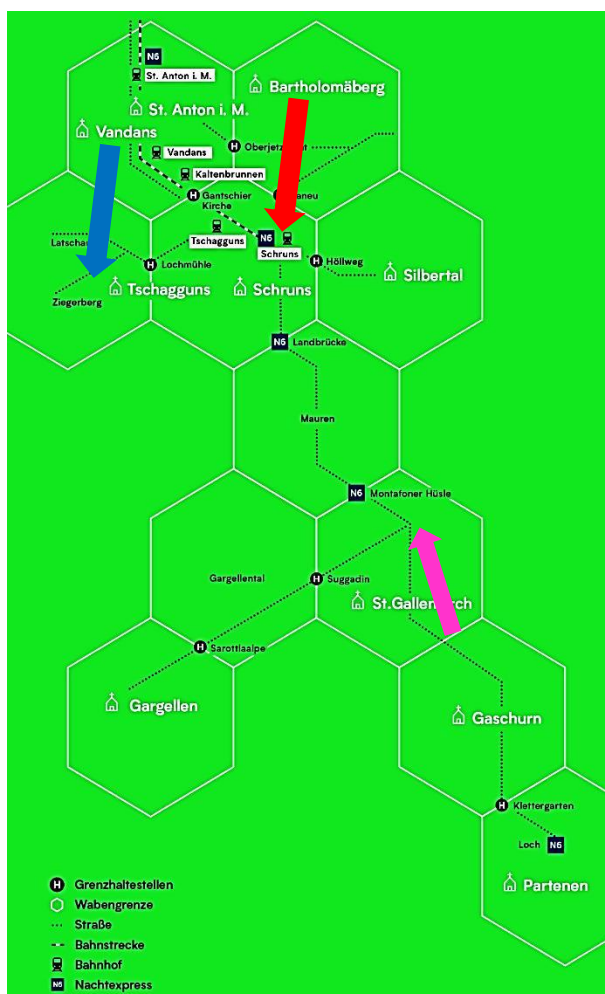 N6
St. Anton i. M.
Bartholomäberg
St. Anton i. M.
Vandans
H
Vandans
Kaltenbrunnen
H
Gantschier
Kirche
N6
Tschagguns
Schruns
H
Höllweg
H
Lochmühle
Silbertal
Tschagguns
Schruns
Ziegerberg
N6
Landbrücke
Mauren
N6
Montafoner Hüsle
Gargellental
H
Suggadin
H
Sarottlaalpe
Gargellen
Gaschurn
H
Klettergarten
Loch
N6
Partenen
H
Grenzhaltestellen
Wabengrenze
Straße
Bahnstrecke
Bahnhof
N6
Nachtexpress